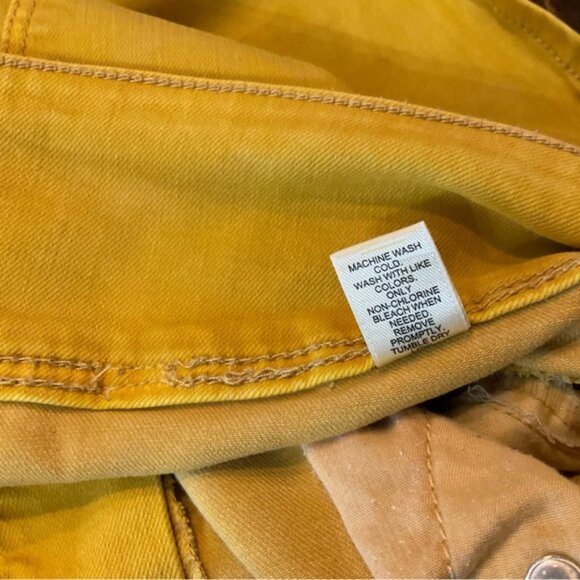 MACHINE WASH
COLD.
WASH WITH LIKE
COLORS.
ONLY
NON-CHLORINE
BLEACH WHEN
NEEDED.
REMOVE
PROMPTLY.
TUMBLE DRY